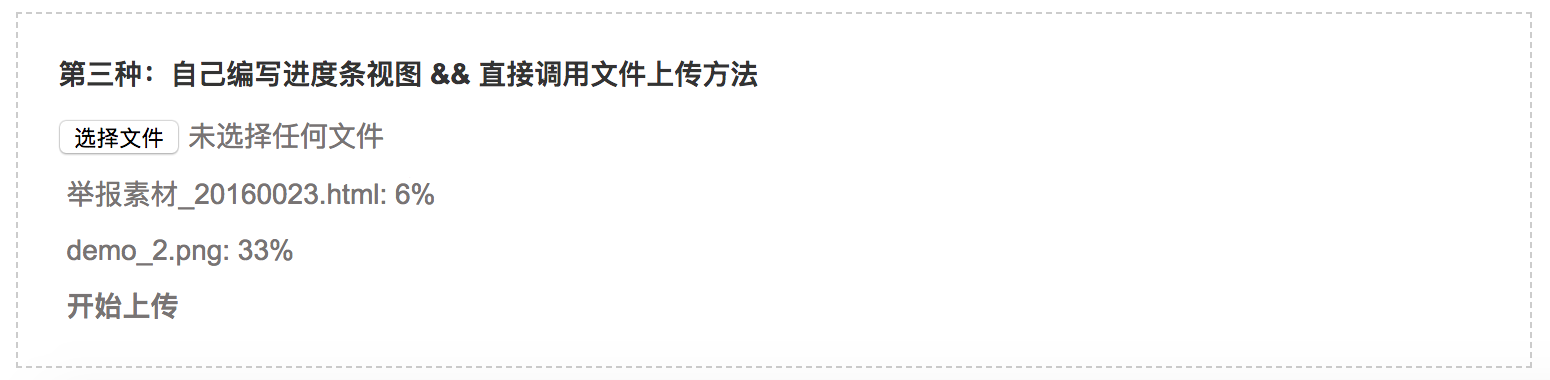 第三种：自己编写进度条视图 && 直接调用文件上传方法
选择文件 未选择任何文件
举报素材_20160023.html: 6%
demo_2.png: 33%
开始上传